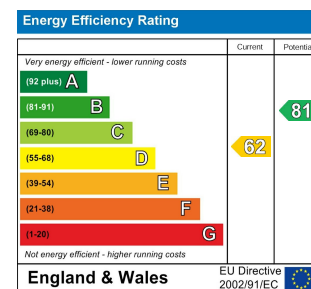 Energy Efficiency Rating
Current Potentia
Very energy efficient - lower running costs
(92 plus) A
(81-91) B
81
(69-80) C
62
(55-68) D
(39-54) E
(21-38) F
(1-20) G
Not energy efficient - higher running costs
England & Wales
EU Directive
2002/91/EC